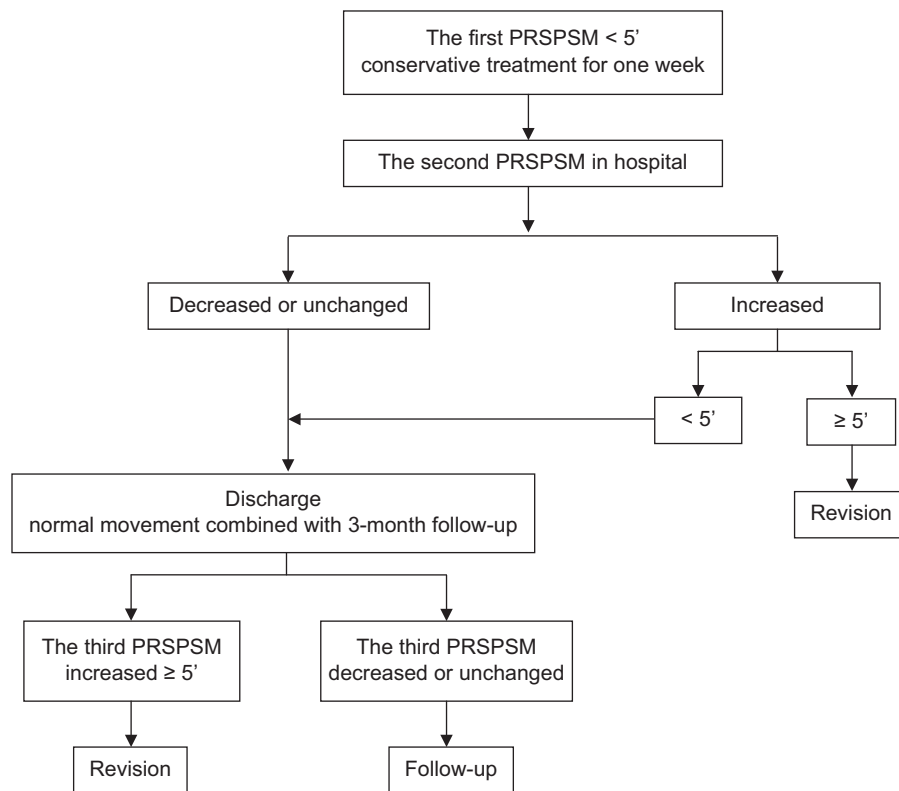 The first PRSPSM < 5’
conservative treatment for one week
The second PRSPSM in hospital
Decreased or unchanged
Increased
< 5’
≥ 5’
Discharge
normal movement combined with 3-month follow-up
Revision
The third PRSPSM
increased ≥ 5’
The third PRSPSM
decreased or unchanged
Revision
Follow-up